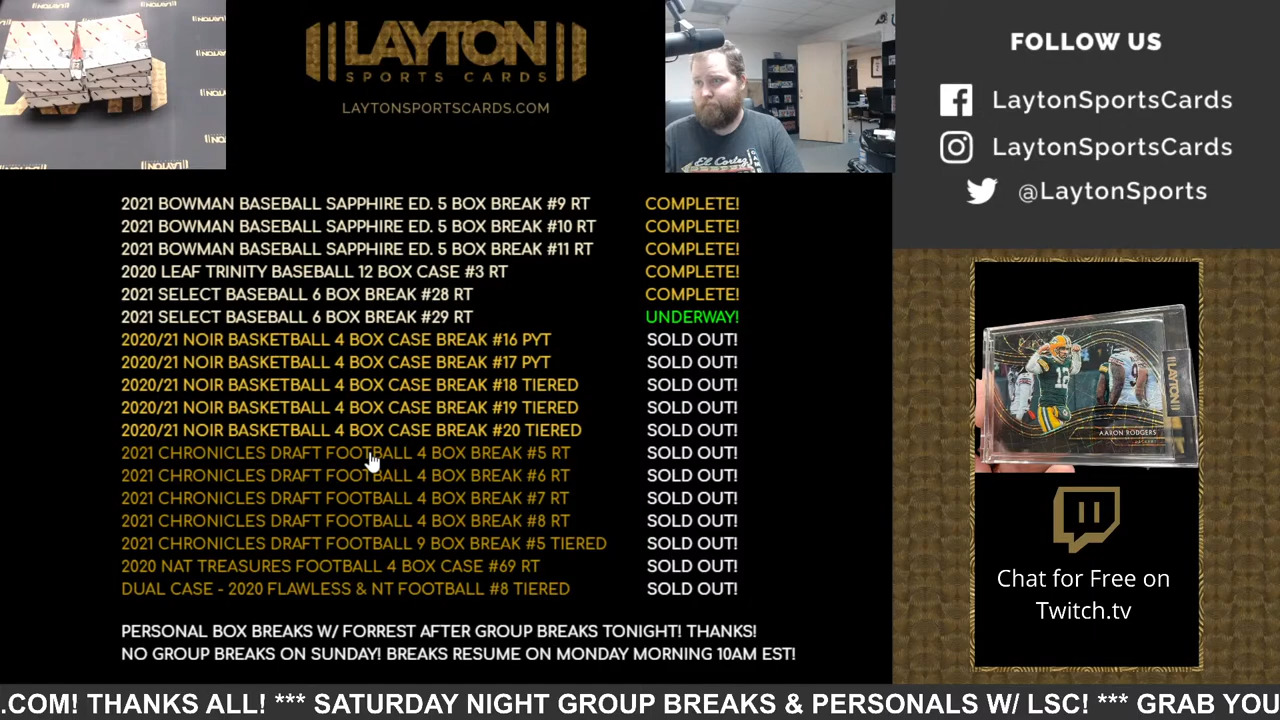 LAYTON
SPORTS CARDS
LAYTONSPORTSCARDS.COM
El Cortez
FOLLOW US
LaytonSportsCards
LaytonSportsCards
@LaytonSports
2021 BOWMAN BASEBALL SAPPHIRE ED. 5 BOX BREAK #9 RT COMPLETE!
2021 BOWMAN BASEBALL SAPPHIRE ED. 5 BOX BREAK #10 RT COMPLETE!
2021 BOWMAN BASEBALL SAPPHIRE ED. 5 BOX BREAK #11 RT COMPLETE!
2020 LEAF TRINITY BASEBALL 12 BOX CASE #3 RT COMPLETE!
2021 SELECT BASEBALL 6 BOX BREAK #28 RT COMPLETE!
2021 SELECT BASEBALL 6 BOX BREAK #29 RT UNDERWAY!
2020/21 NOIR BASKETBALL 4 BOX CASE BREAK #16 PYT SOLD OUT!
2020/21 NOIR BASKETBALL 4 BOX CASE BREAK #17 PYT SOLD OUT!
2020/21 NOIR BASKETBALL 4 BOX CASE BREAK #18 TIERED SOLD OUT!
2020/21 NOIR BASKETBALL 4 BOX CASE BREAK #19 TIERED SOLD OUT!
2020/21 NOIR BASKETBALL 4 BOX CASE BREAK #20 TIERED SOLD OUT!
2021 CHRONICLES DRAFT FOOTBALL 4 BOX BREAK #5 RT SOLD OUT!
2021 CHRONICLES DRAFT FOOTBALL 4 BOX BREAK #6 RT SOLD OUT!
2021 CHRONICLES DRAFT FOOTBALL 4 BOX BREAK #7 RT SOLD OUT!
2021 CHRONICLES DRAFT FOOTBALL 4 BOX BREAK #8 RT SOLD OUT!
2021 CHRONICLES DRAFT FOOTBALL 9 BOX BREAK #5 TIERED SOLD OUT!
2020 NAT TREASURES FOOTBALL 4 BOX CASE #69 RT SOLD OUT!
DUAL CASE - 2020 FLAWLESS & NT FOOTBALL #8 TIERED SOLD OUT!
PERSONAL BOX BREAKS W/ FORREST AFTER GROUP BREAKS TONIGHT! THANKS!
NO GROUP BREAKS ON SUNDAY! BREAKS RESUME ON MONDAY MORNING 10AM EST!
12
AARON RODGERS
LAYTON
Chat for Free on
Twitch.tv
.COM! THANKS ALL! *** SATURDAY NIGHT GROUP BREAKS & PERSONALS W/ LSC! *** GRAB YOU